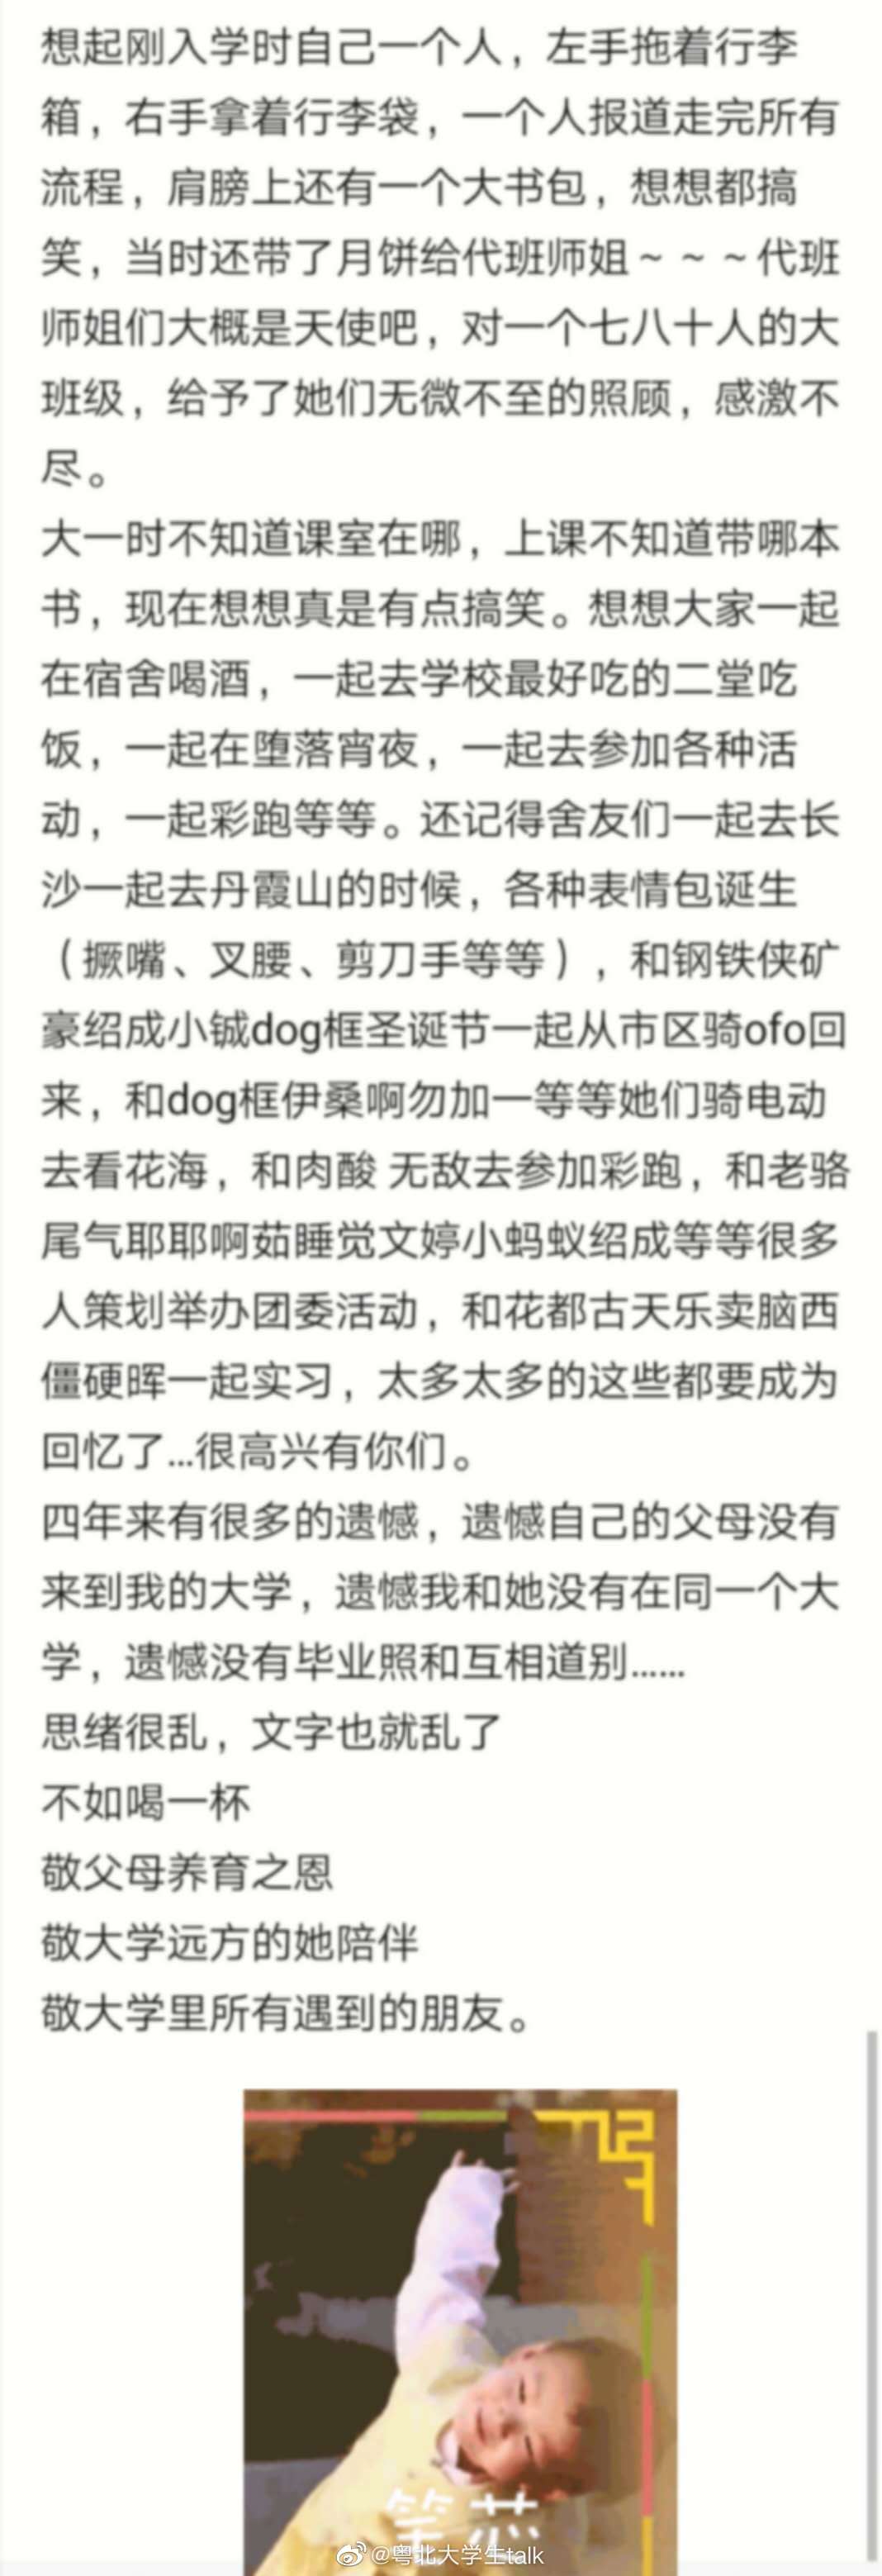 想起刚入学时自己一个人，左手拖着行李
箱，右手拿着行李袋，一个人报道走完所有
流程，肩膀上还有一个大书包，想想都搞
笑，当时还带了月饼给代班师姐～～～代班
师姐们大概是天使吧，对一个七八十人的大
班级，给予了她们无微不至的照顾，感激不
尽。
大一时不知道课室在哪，上课不知道带哪本
书，现在想想真是有点搞笑。想想大家一起
在宿舍喝酒，一起去学校最好吃的二堂吃
饭，一起在堕落宵夜，一起去参加各种活
动，一起彩跑等等。还记得舍友们一起去长
沙一起去丹霞山的时候，各种表情包诞生
（撅嘴、叉腰、剪刀手等等），和钢铁侠矿
豪绍成小铖dog框圣诞节一起从市区骑ofo回
来，和dog框伊桑啊勿加一等等她们骑电动
去看花海，和肉酸 无敌去参加彩跑，和老骆
尾气耶耶啊茹睡觉文婷小蚂蚁绍成等等很多
人策划举办团委活动，和花都古天乐卖脑西
僵硬晖一起实习，太多太多的这些都要成为
回忆了...很高兴有你们。
四年来有很多的遗憾，遗憾自己的父母没有
来到我的大学，遗憾我和她没有在同一个大
学，遗憾没有毕业照和互相道别......
思绪很乱，文字也就乱了
不如喝一杯
敬父母养育之恩
敬大学远方的她陪伴
敬大学里所有遇到的朋友。
笔芯
@粤北大学生talk